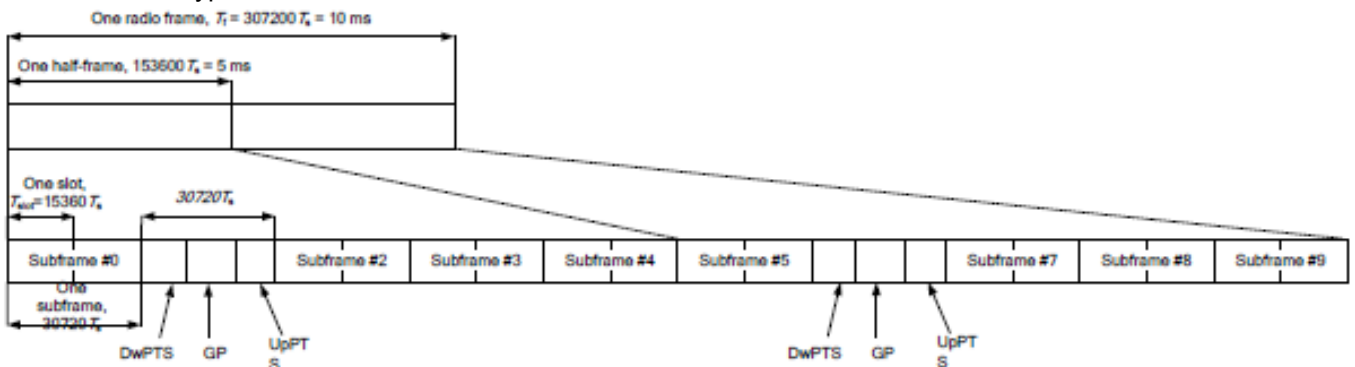 One radio frame, Tf = 307200 Ts = 10 ms
One half-frame, 153600 Ts = 5 ms
One slot,
Tslot=15360 Ts
30720Ts
Subframe #0
Subframe #2
Subframe #3
Subframe #4
Subframe #5
Subframe #7
Subframe #8
Subframe #9
One
subframe,
30720 Ts
DwPTS
GP
UpPT
S
DwPTS
GP
UpPT
S